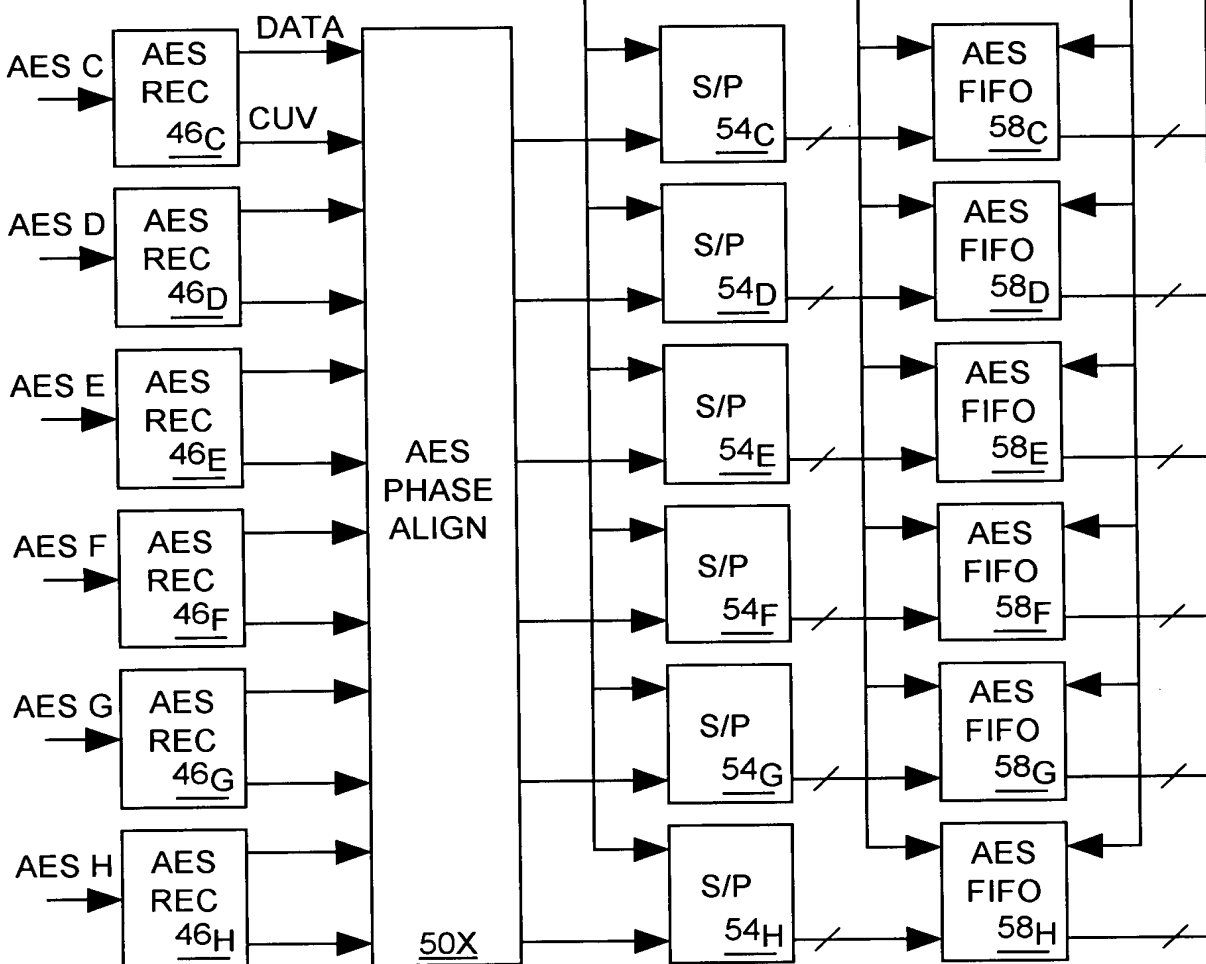 DATA
AES C
AES
REC
46C
CUV
S/P
54C
AES
FIFO
58C
AES D
AES
REC
46D
S/P
54D
AES
FIFO
58D
AES E
AES
REC
46E
AES
PHASE
ALIGN
S/P
54E
AES
FIFO
58E
AES F
AES
REC
46F
S/P
54F
AES
FIFO
58F
AES G
AES
REC
46G
S/P
54G
AES
FIFO
58G
AES H
AES
REC
46H
50X
S/P
54H
AES
FIFO
58H